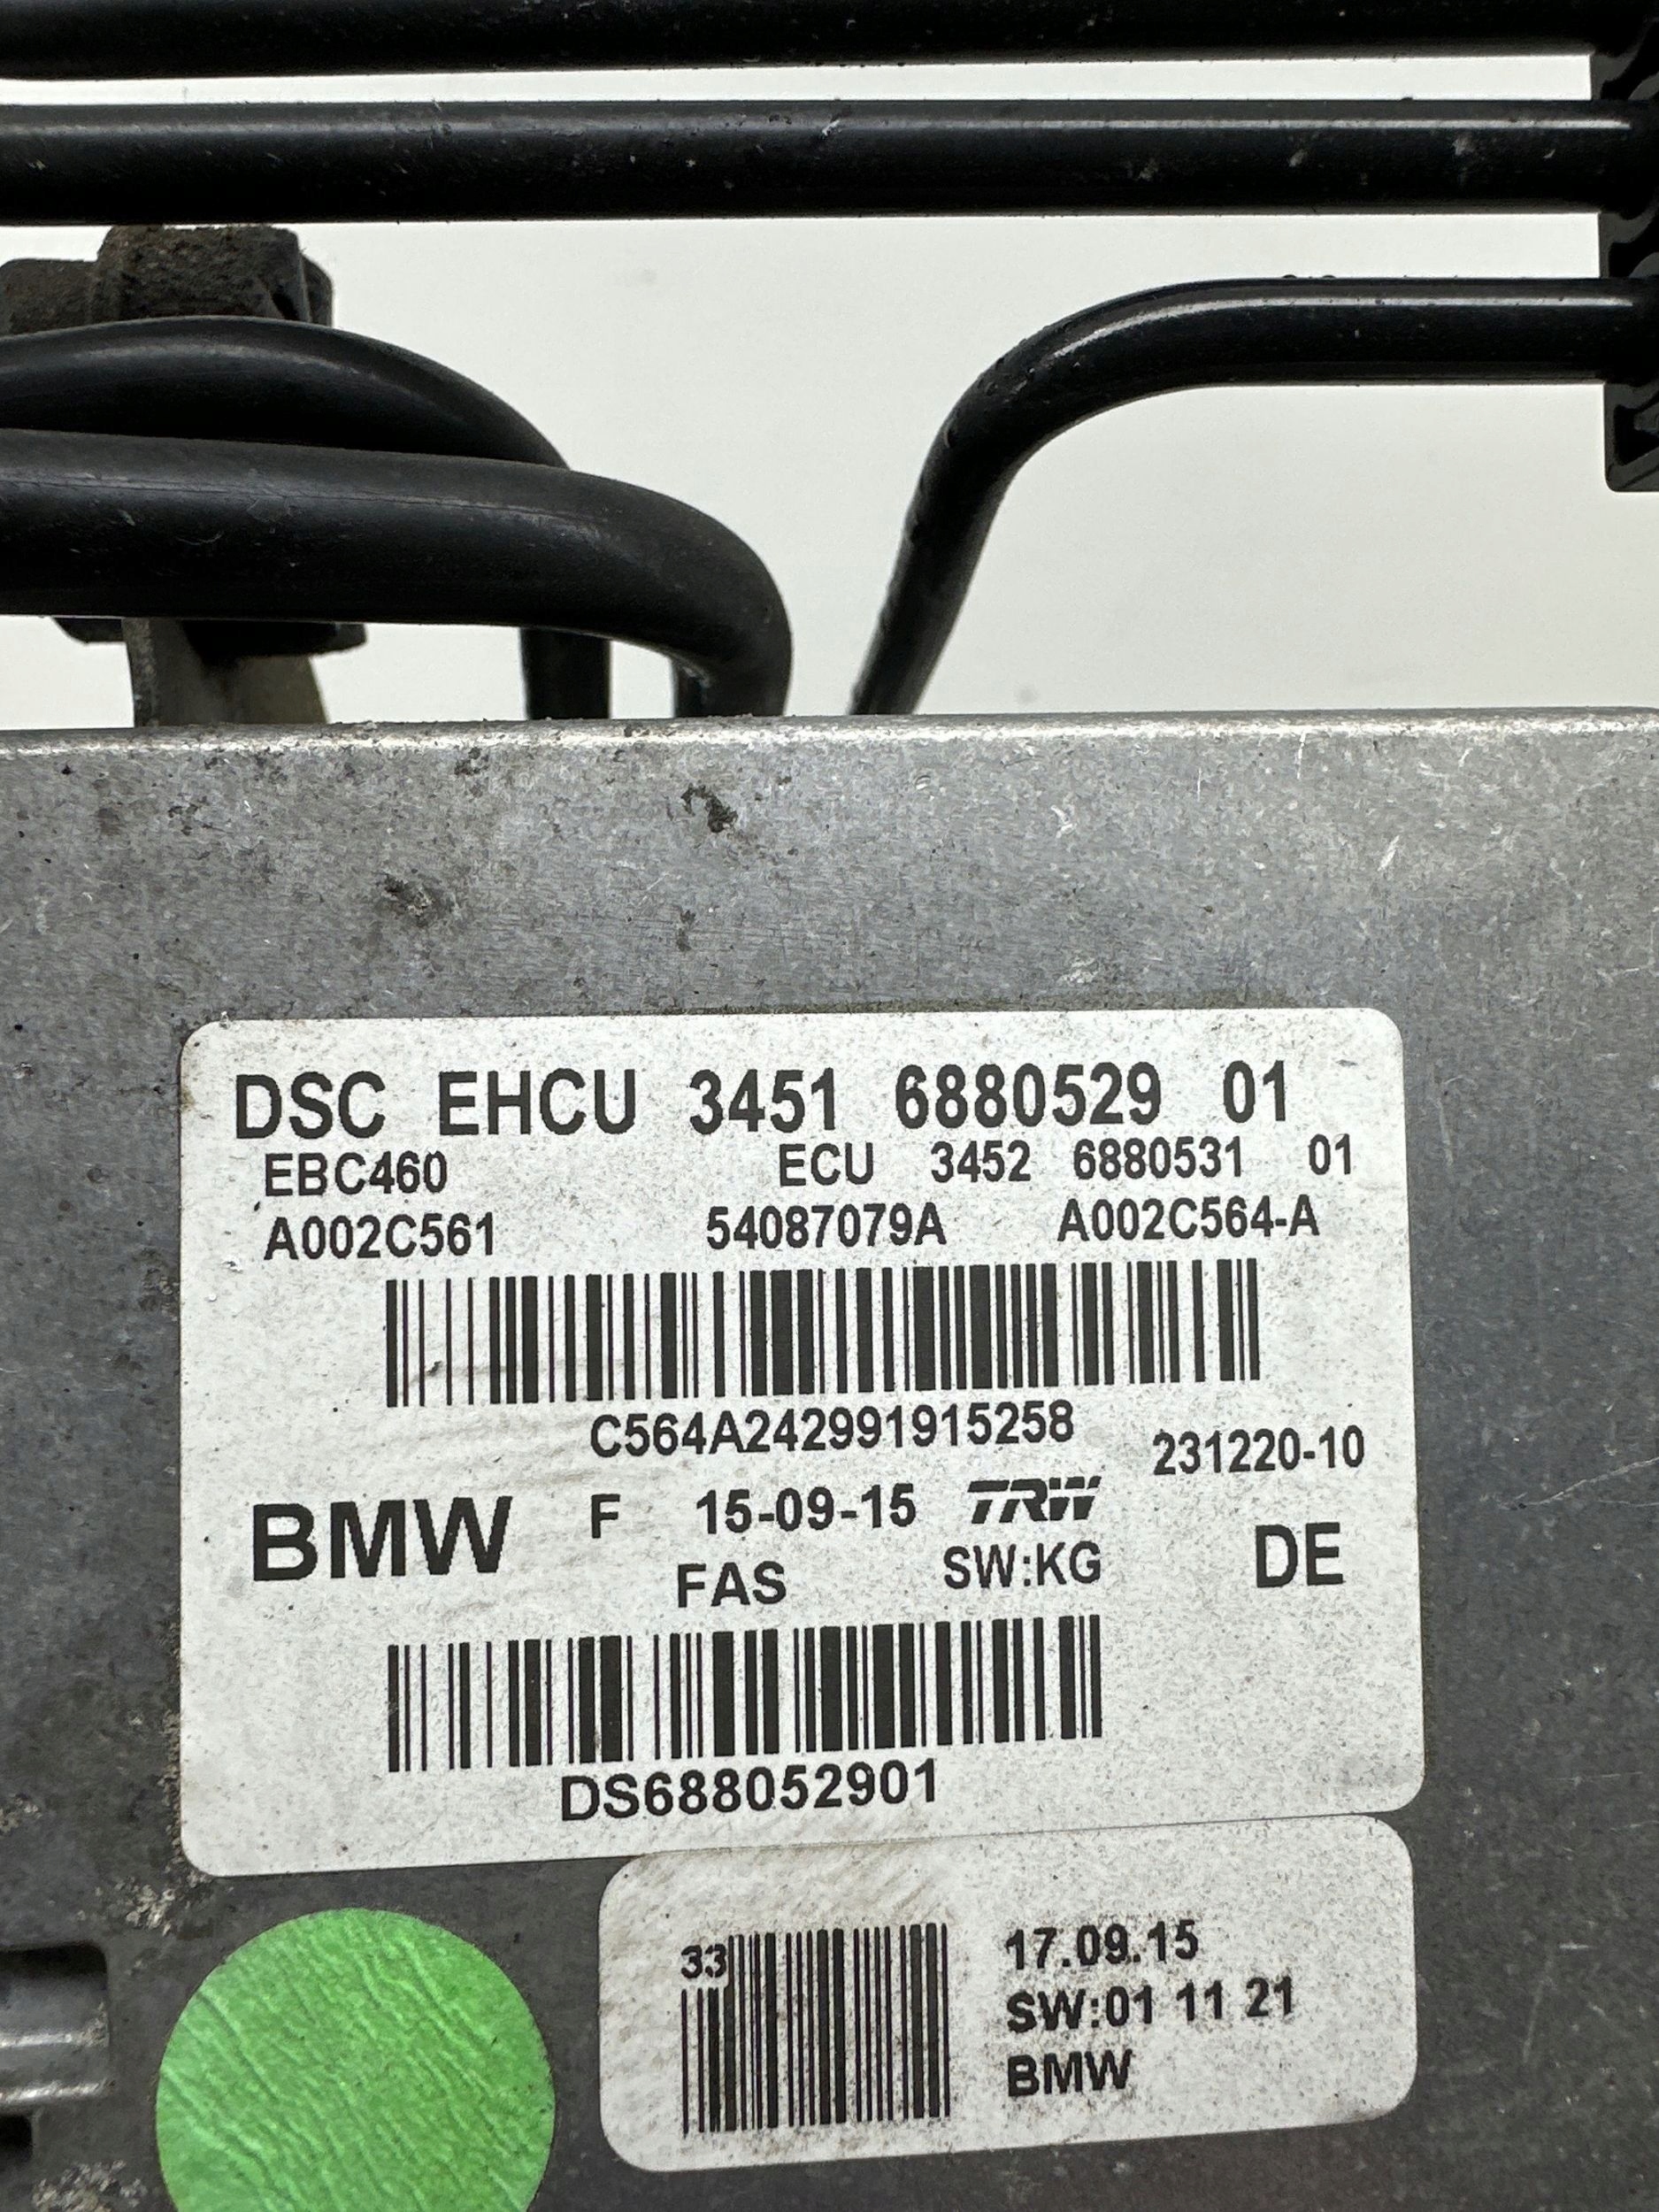 DSC EHCU 3451 6880529 01
EBC460 ECU 3452 6880531 01
A002C561 54087079A A002C564-A
C564A242991915258
231220-10
BMW F 15-09-15 TRW
FAS SW:KG DE
DS688052901
33
17.09.15
SW:01 11 21
BMW